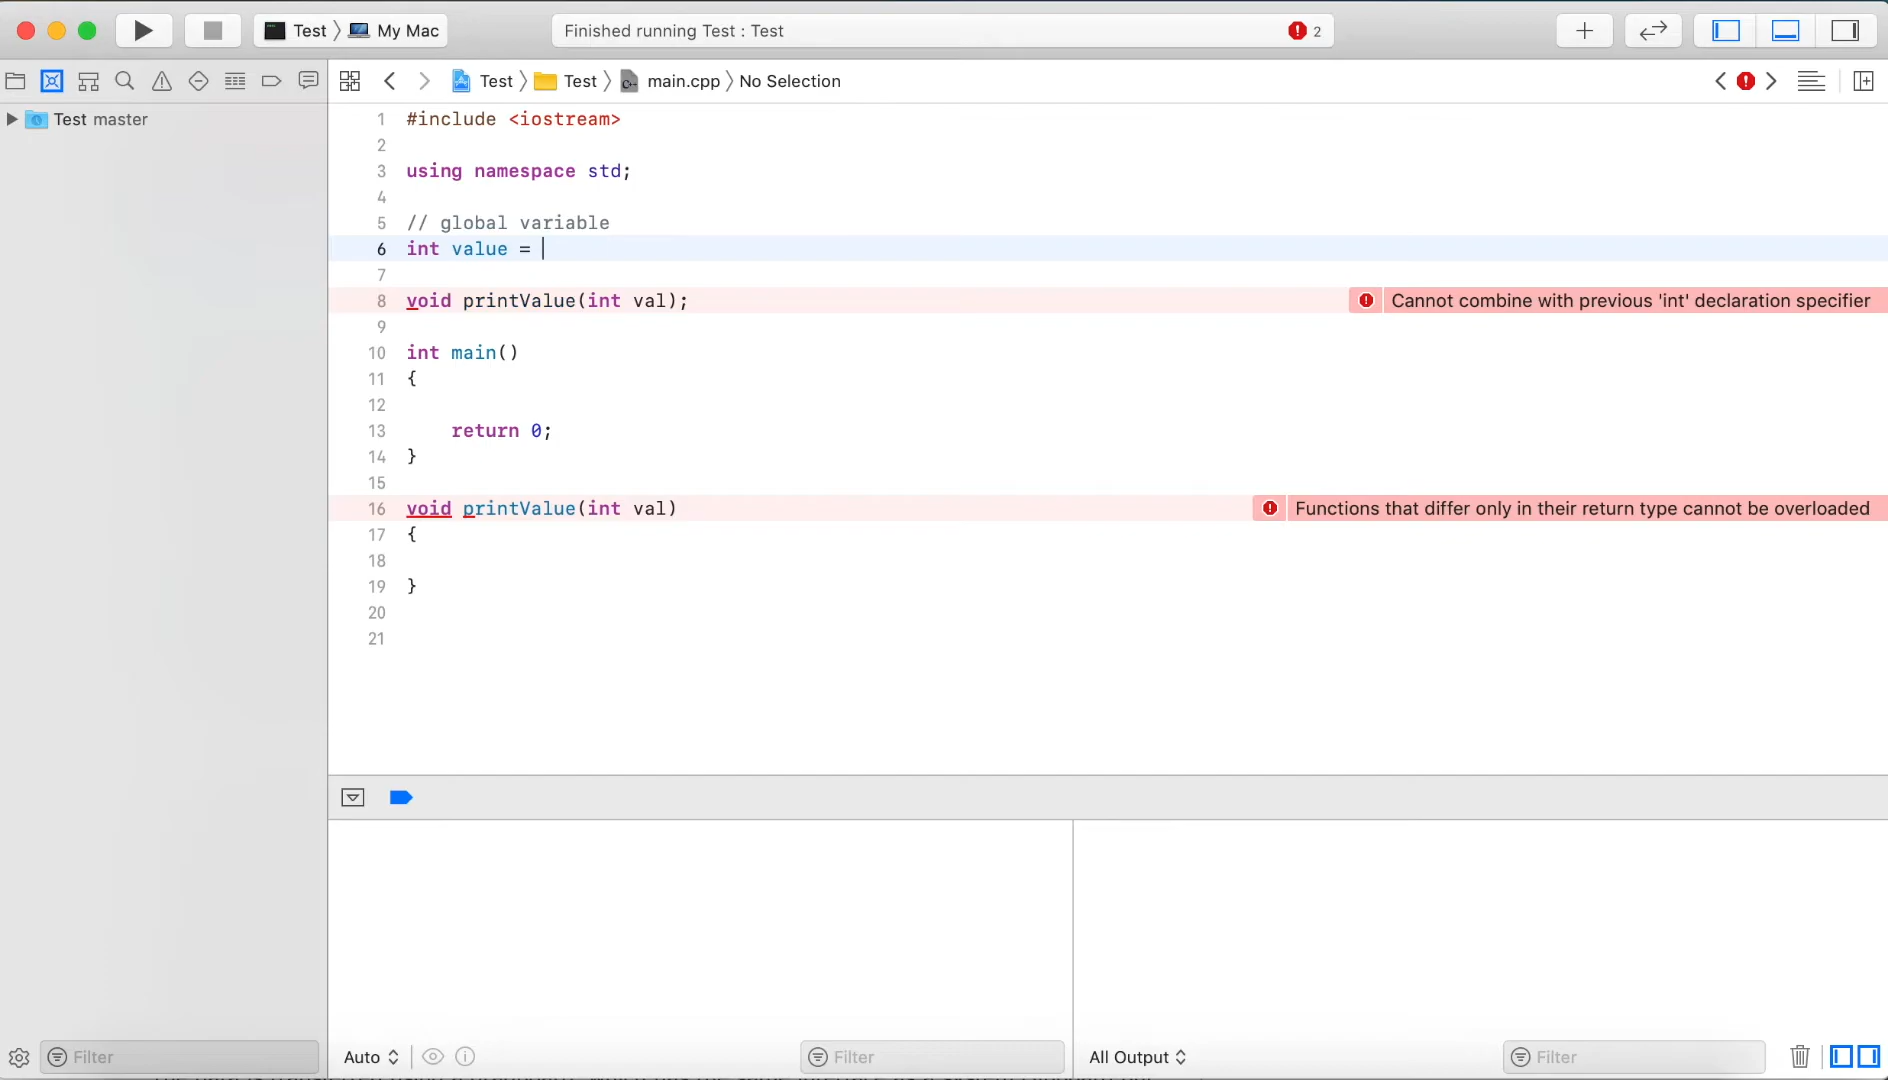 Test My Mac
Finished running Test : Test
2
Test Test main.cpp No Selection
Test master
1 #include <iostream>
2
3 using namespace std;
4
5 // global variable
6 int value =
7
8 void printValue(int val);
Cannot combine with previous 'int' declaration specifier
9
10 int main()
11 {
12
13 return 0;
14 }
15
16 void printValue(int val)
Functions that differ only in their return type cannot be overloaded
17 {
18
19 }
20
21
Filter
Auto
Filter
All Output
Filter